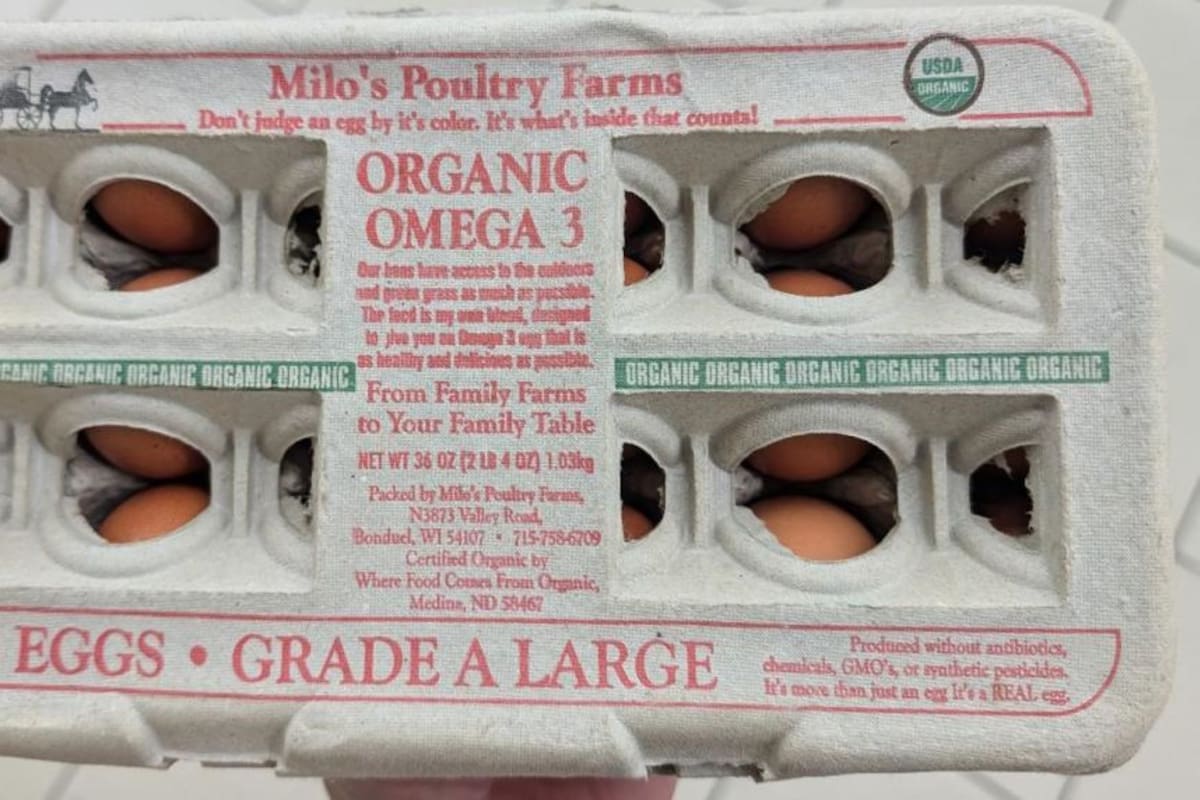 Milo's Poultry Farms
USDA
ORGANIC
Don't judge an egg by it's color. It's what's inside that counts!
ORGANIC
OMEGA 3
Our hens have access to the outdoors
and green grass as much as possible.
The feed is my own blend, designed
to give you an Omega 3 egg that is
as healthy and delicious as possible.
ORGANIC ORGANIC ORGANIC ORGANIC
ORGANIC ORGANIC ORGANIC ORGANIC ORGANIC ORGANIC
From Family Farms
to Your Family Table
NET WT 36 OZ (2 LB 4 OZ) 1.03kg
Packed by Milo's Poultry Farms,
N3873 Valley Road,
Bonduel, WI 54107 • 715-758-6709
Certified Organic by
Where Food Comes From Organic,
Medina, ND 58467
EGGS • GRADE A LARGE
Produced without antibiotics,
chemicals, GMO's, or synthetic pesticides.
It's more than just an egg It's a REAL egg.